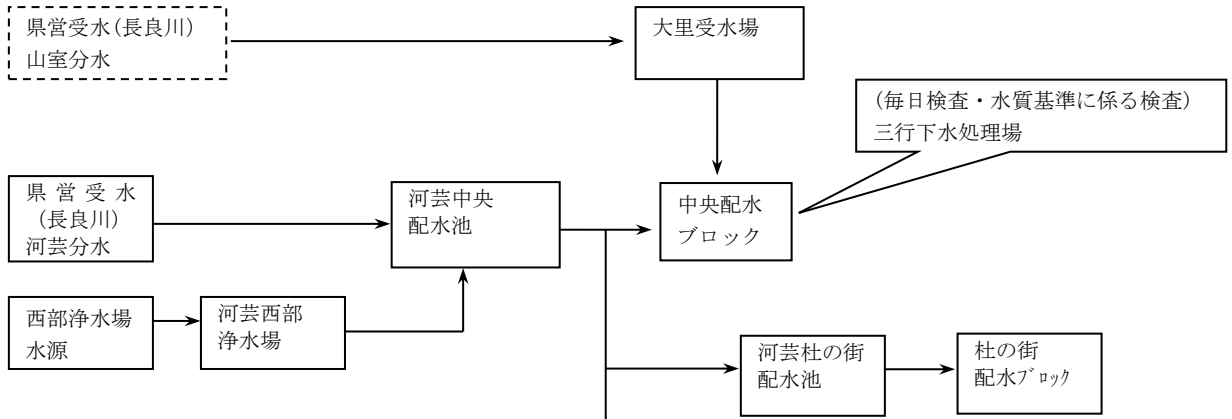 県営受水(長良川)
山室分水
大里受水場
(毎日検査・水質基準に係る検査)
三行下水処理場
県営受水
(長良川)
河芸分水
河芸中央
配水池
中央配水
ブロック
西部浄水場
水源
河芸西部
浄水場
河芸杜の街
配水池
杜の街
配水ﾌﾞﾛｯｸ